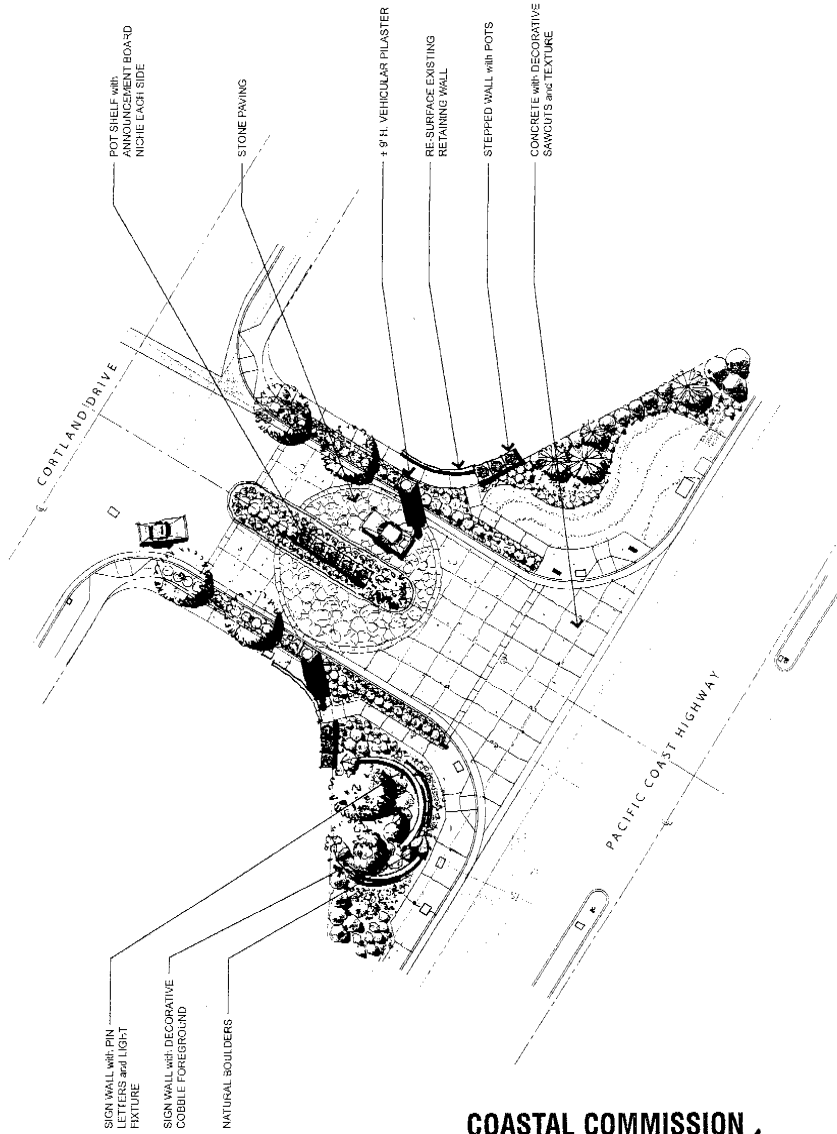 POT SHELF with
ANNOUNCEMENT BOARD
NICHE EACH SIDE
STONE PAVING
± 9' H. VEHICULAR PILASTER
RE-SURFACE EXISTING
RETAINING WALL
STEPPED WALL with POTS
CONCRETE with DECORATIVE
SAWCUTS and TEXTURE
CORTLAND DRIVE
PACIFIC COAST HIGHWAY
SIGN WALL with PIN
LETTERS and LIGHT
FIXTURE
SIGN WALL with DECORATIVE
COBBLE FOREGROUND
NATURAL BOULDERS
COASTAL COMMISSION